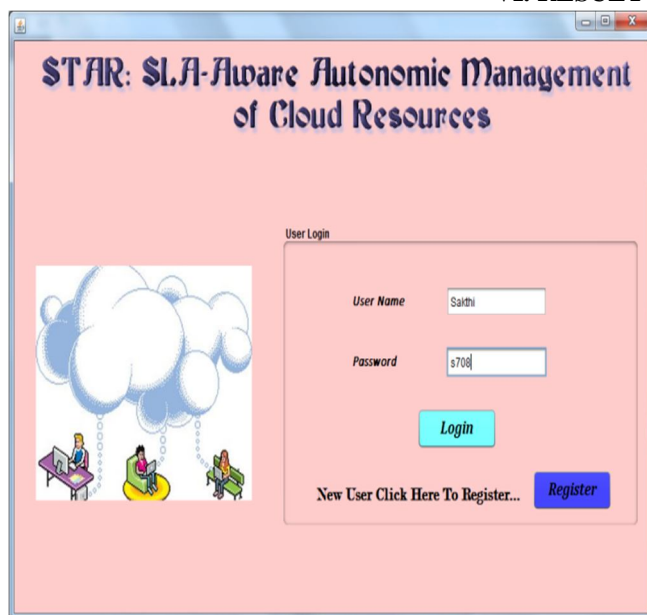 STAR: SLA-Aware Autonomic Management
of Cloud Resources
User Login
User Name Sakthi
Password s708
Login
New User Click Here To Register... Register